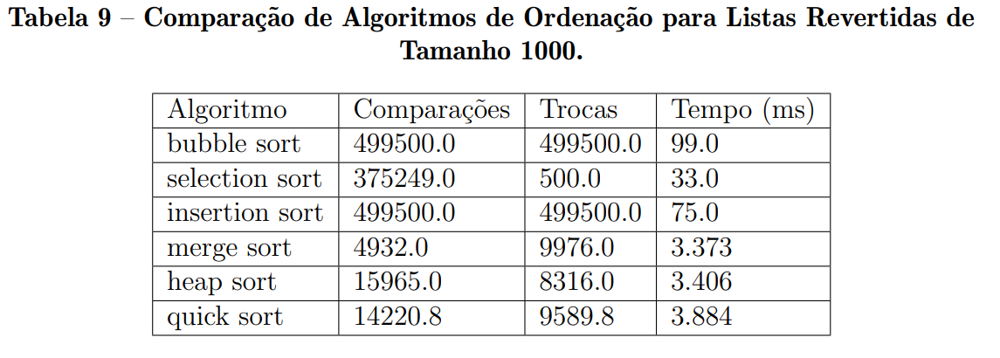 Tabela 9 – Comparação de Algoritmos de Ordenação para Listas Revertidas de
Tamanho 1000.
Algoritmo Comparações Trocas Tempo (ms)
bubble sort 499500.0 499500.0 99.0
selection sort 375249.0 500.0 33.0
insertion sort 499500.0 499500.0 75.0
merge sort 4932.0 9976.0 3.373
heap sort 15965.0 8316.0 3.406
quick sort 14220.8 9589.8 3.884